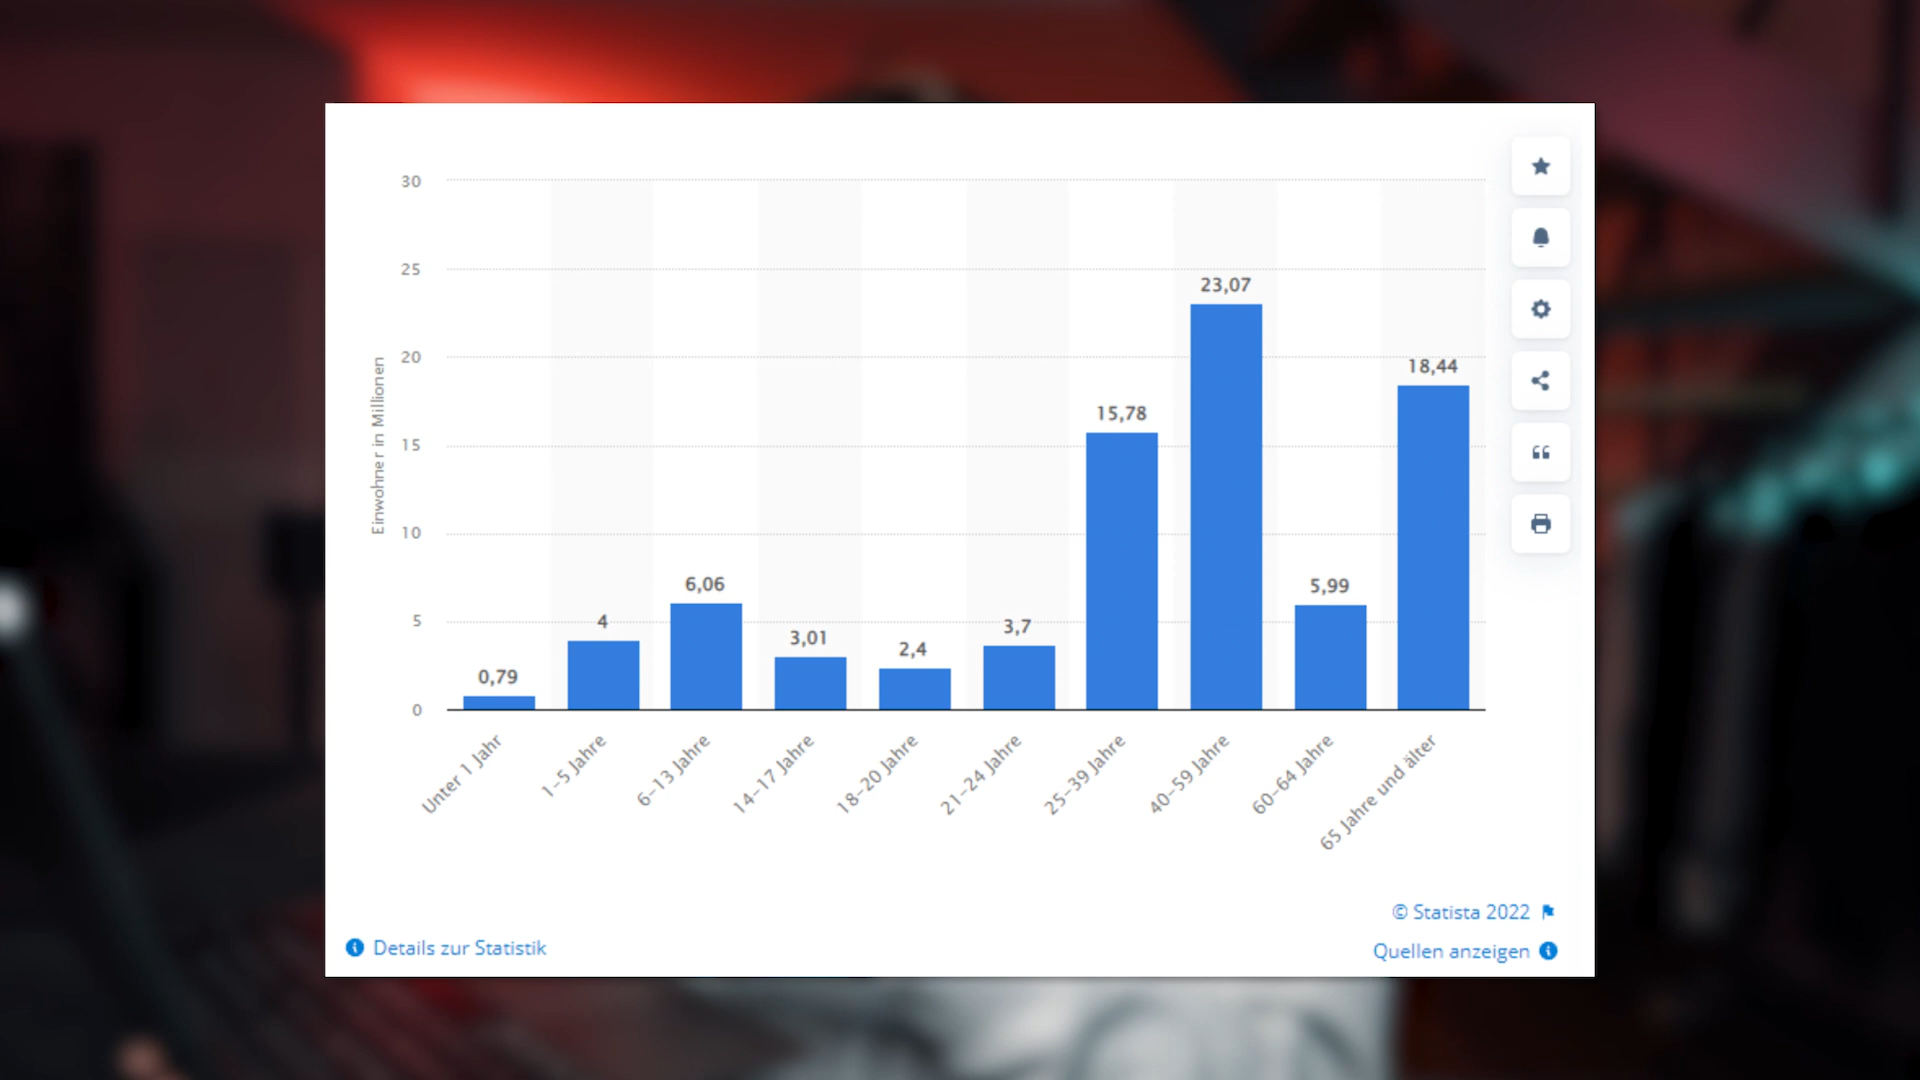 30
25
20
15
10
5
0
Einwohner in Millionen
0,79
4
6,06
3,01
2,4
3,7
15,78
23,07
5,99
18,44
Unter 1 Jahr
1–5 Jahre
6–13 Jahre
14–17 Jahre
18–20 Jahre
21–24 Jahre
25–39 Jahre
40–59 Jahre
60–64 Jahre
65 Jahre und älter
© Statista 2022
Details zur Statistik
Quellen anzeigen